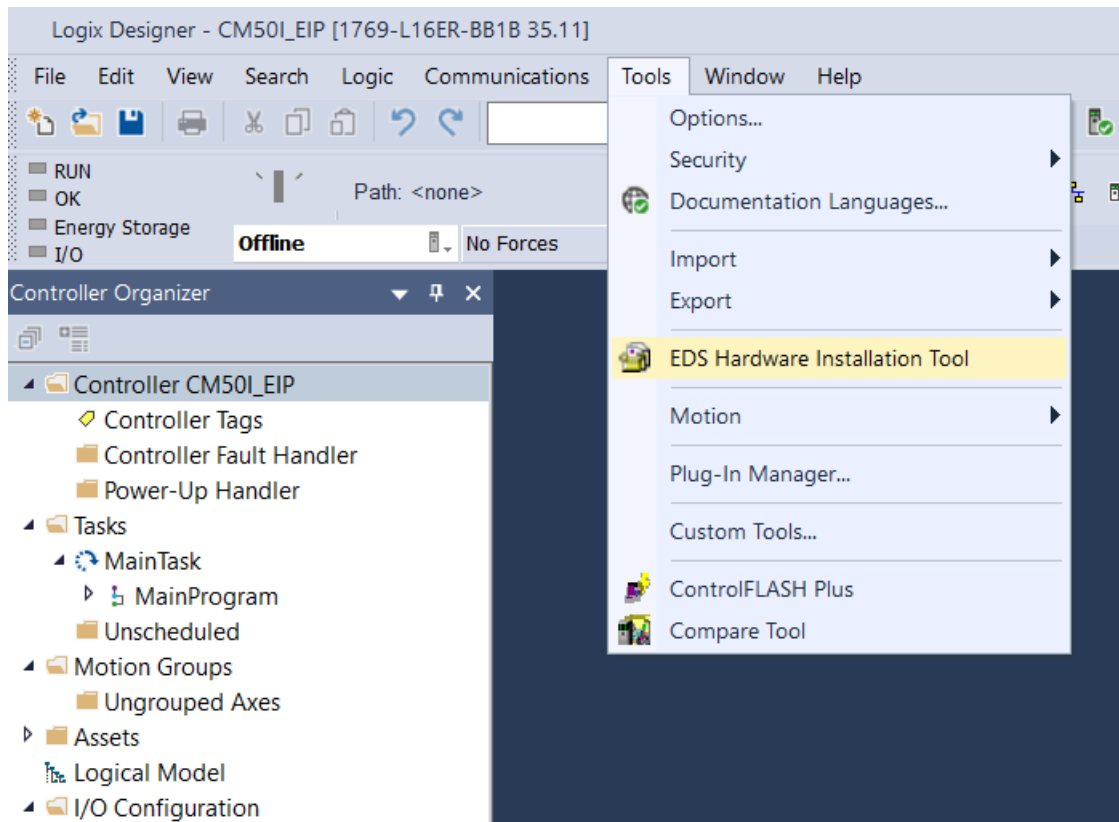 Logix Designer - CM50I_EIP [1769-L16ER-BB1B 35.11]
File Edit View Search Logic Communications Tools Window Help
RUN
OK
Energy Storage
I/O
Path: <none>
Offline
No Forces
Options...
Security
Documentation Languages...
Import
Export
EDS Hardware Installation Tool
Motion
Plug-In Manager...
Custom Tools...
ControlFLASH Plus
Compare Tool
Controller Organizer
Controller CM50I_EIP
Controller Tags
Controller Fault Handler
Power-Up Handler
Tasks
MainTask
MainProgram
Unscheduled
Motion Groups
Ungrouped Axes
Assets
Logical Model
I/O Configuration